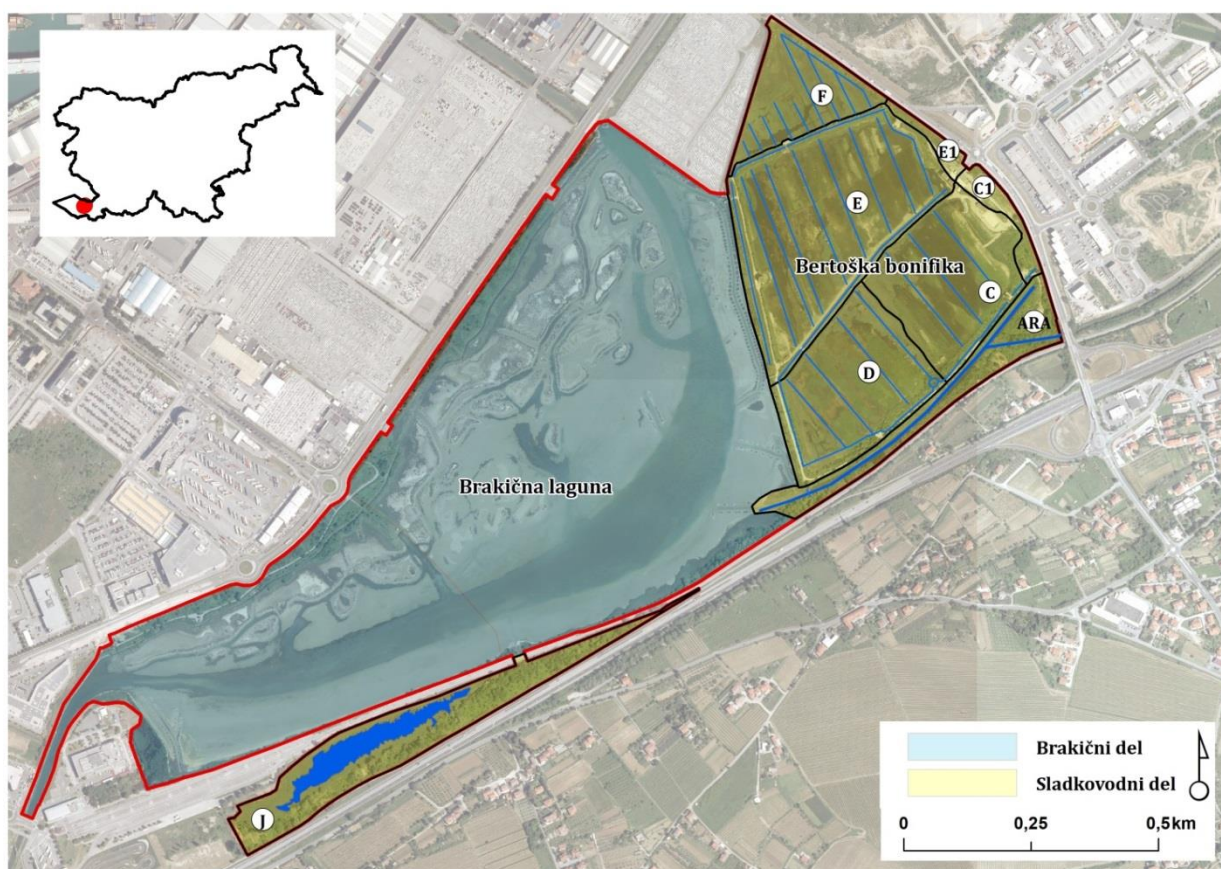 F
E1
C1
E
Bertoška bonifika
C
ARA
D
Brakična laguna
J
Brakični del
Sladkovodni del
0 0,25 0,5km